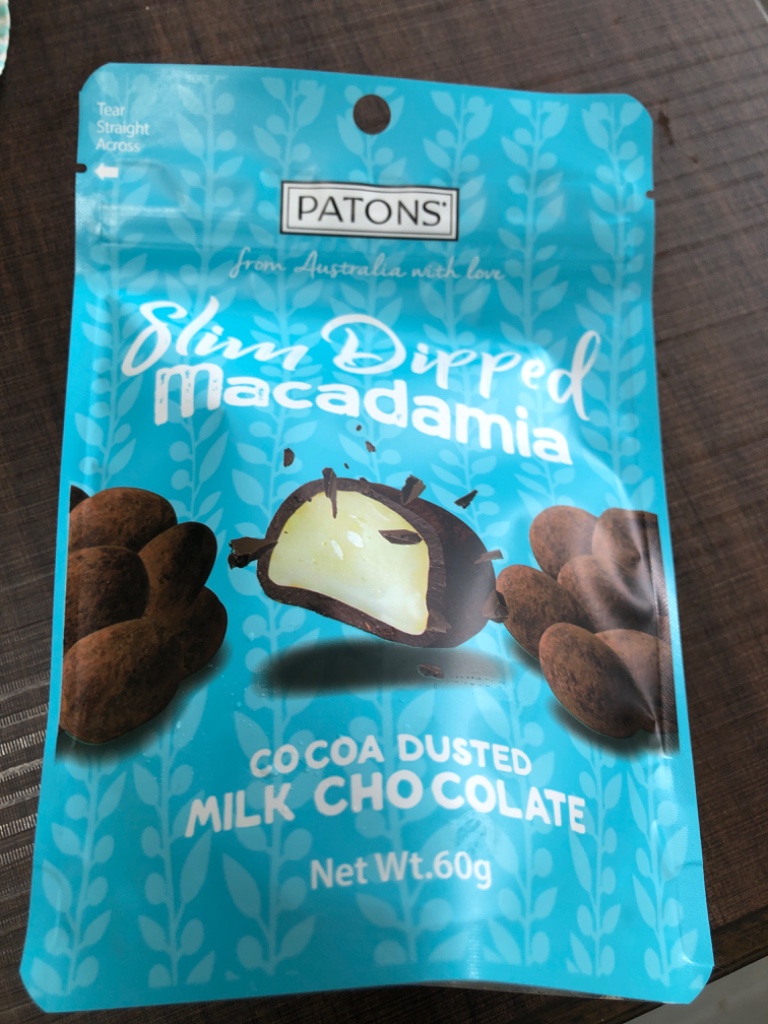 Tear
Straight
Across
PATONS
from Australia with love
Slim Dipped
Macadamia
COCOA DUSTED
MILK CHOCOLATE
Net Wt.60g